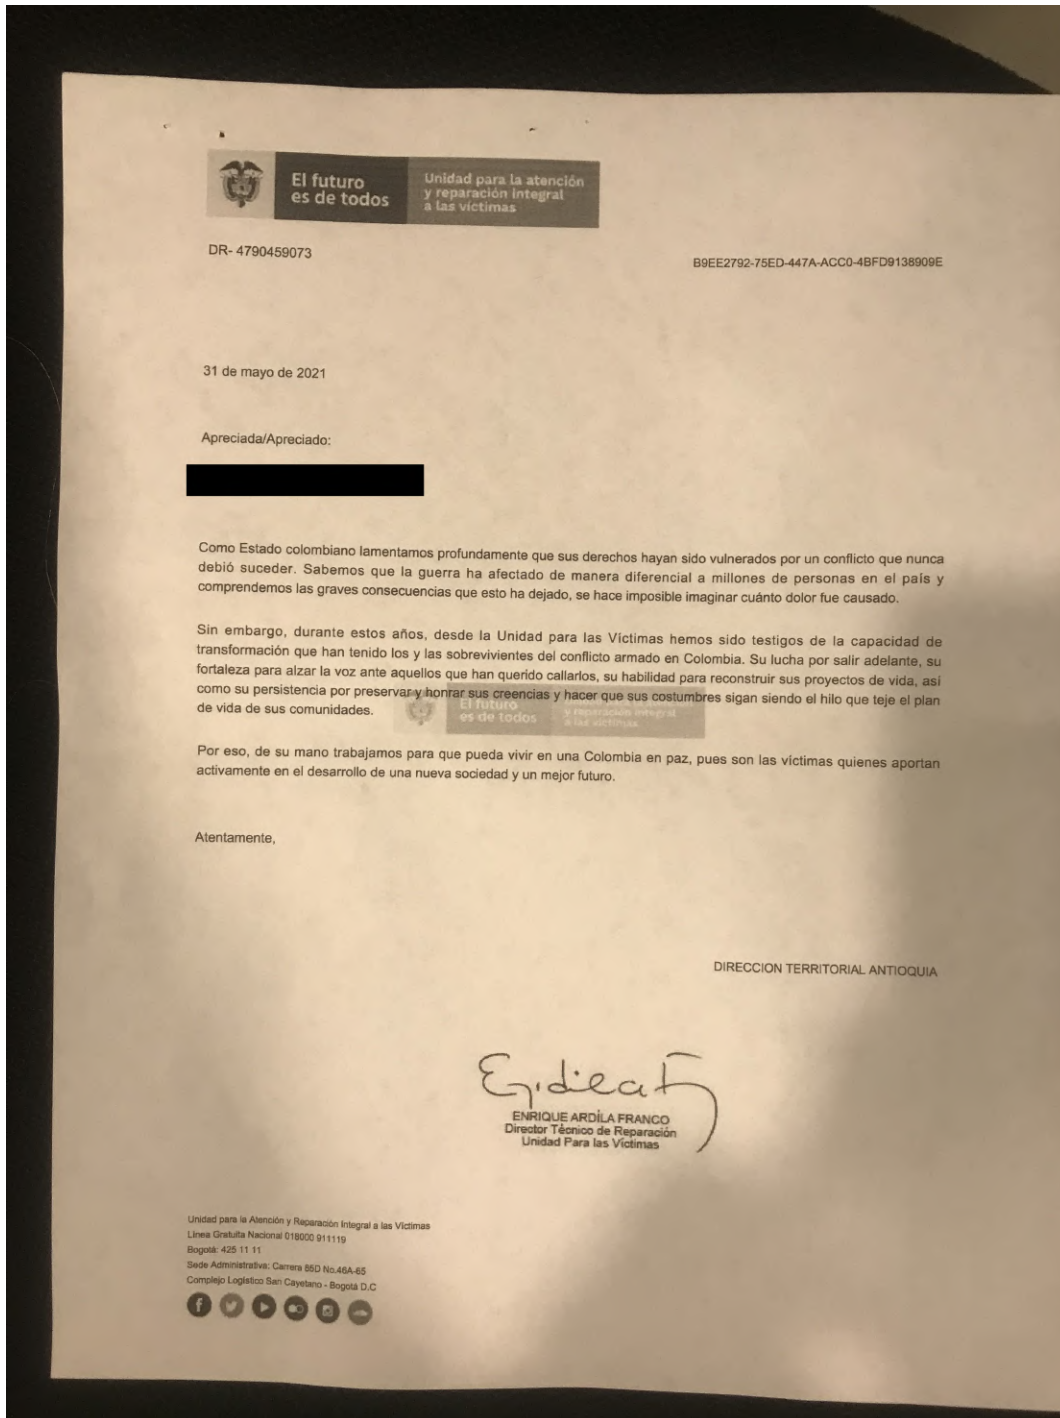 El futuro
es de todos
Unidad para la atención
y reparación integral
a las víctimas
DR- 4790459073
B9EE2792-75ED-447A-ACC0-4BFD9138909E
31 de mayo de 2021
Apreciada/Apreciado:
Como Estado colombiano lamentamos profundamente que sus derechos hayan sido vulnerados por un conflicto que nunca
debió suceder. Sabemos que la guerra ha afectado de manera diferencial a millones de personas en el país y
comprendemos las graves consecuencias que esto ha dejado, se hace imposible imaginar cuánto dolor fue causado.
Sin embargo, durante estos años, desde la Unidad para las Víctimas hemos sido testigos de la capacidad de
transformación que han tenido los y las sobrevivientes del conflicto armado en Colombia. Su lucha por salir adelante, su
fortaleza para alzar la voz ante aquellos que han querido callarlos, su habilidad para reconstruir sus proyectos de vida, así
como su persistencia por preservar y honrar sus creencias y hacer que sus costumbres sigan siendo el hilo que teje el plan
de vida de sus comunidades.
El futuro
es de todos
y reparación integral
a las víctimas
Por eso, de su mano trabajamos para que pueda vivir en una Colombia en paz, pues son las víctimas quienes aportan
activamente en el desarrollo de una nueva sociedad y un mejor futuro.
Atentamente,
DIRECCION TERRITORIAL ANTIOQUIA
ENRIQUE ARDILA FRANCO
Director Técnico de Reparación
Unidad Para las Víctimas
Unidad para la Atención y Reparación Integral a las Víctimas
Línea Gratuita Nacional 018000 911119
Bogotá: 425 11 11
Sede Administrativa: Carrera 85D No.46A-65
Complejo Logístico San Cayetano - Bogotá D.C